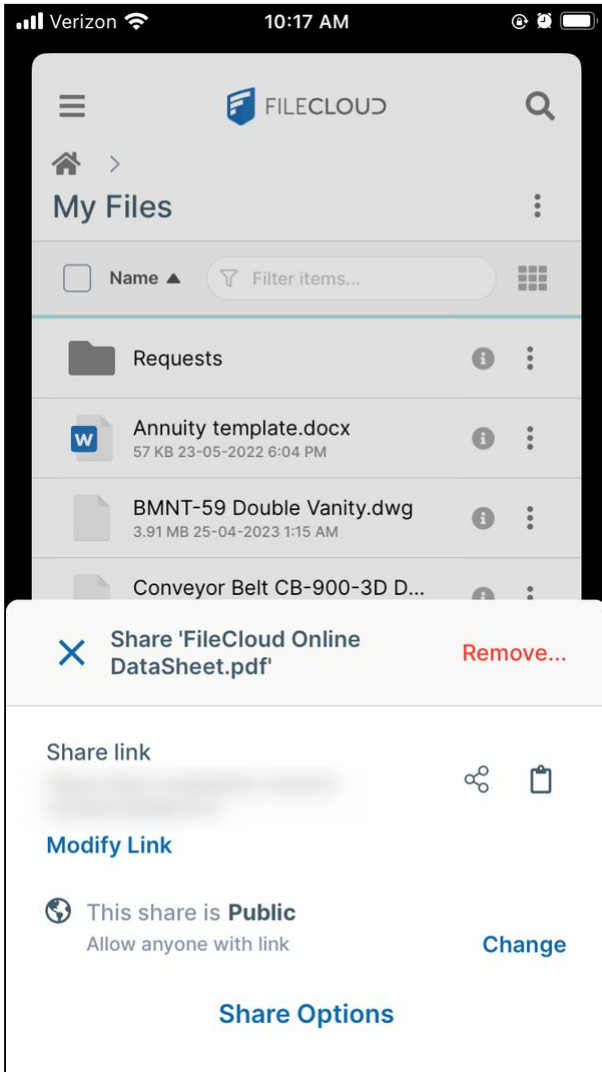 Verizon 10:17 AM
FILECLOUD
My Files
Name ▲ Filter items...
Requests
W Annuity template.docx
57 KB 23-05-2022 6:04 PM
BMNT-59 Double Vanity.dwg
3.91 MB 25-04-2023 1:15 AM
Conveyor Belt CB-900-3D D...
Share 'FileCloud Online
DataSheet.pdf'
Remove...
Share link
Modify Link
This share is Public
Allow anyone with link
Change
Share Options